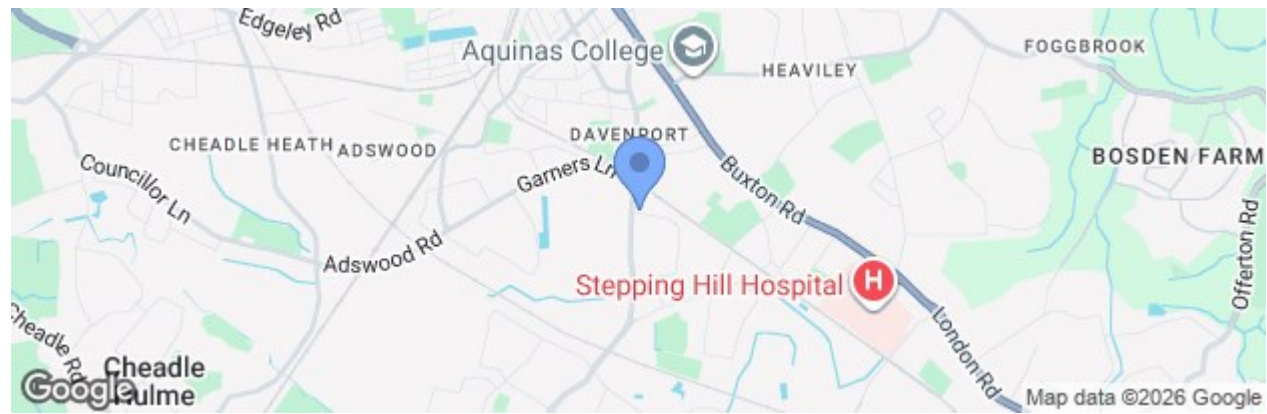 Edgeley Rd
Aquinas College
FOGGBROOK
HEAVILEY
DAVENPORT
CHEADLE HEATH
ADSWOOD
BOSDEN FARM
Garners Ln
Buxton Rd
Councillor Ln
Adswood Rd
Offerton Rd
Stepping Hill Hospital
H
London Rd
Cheadle Rd
Cheadle
Hulme
Google
Map data ©2026 Google